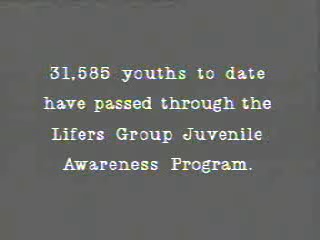 31,585 youths to date
have passed through the
Lifers Group Juvenile
Awareness Program.